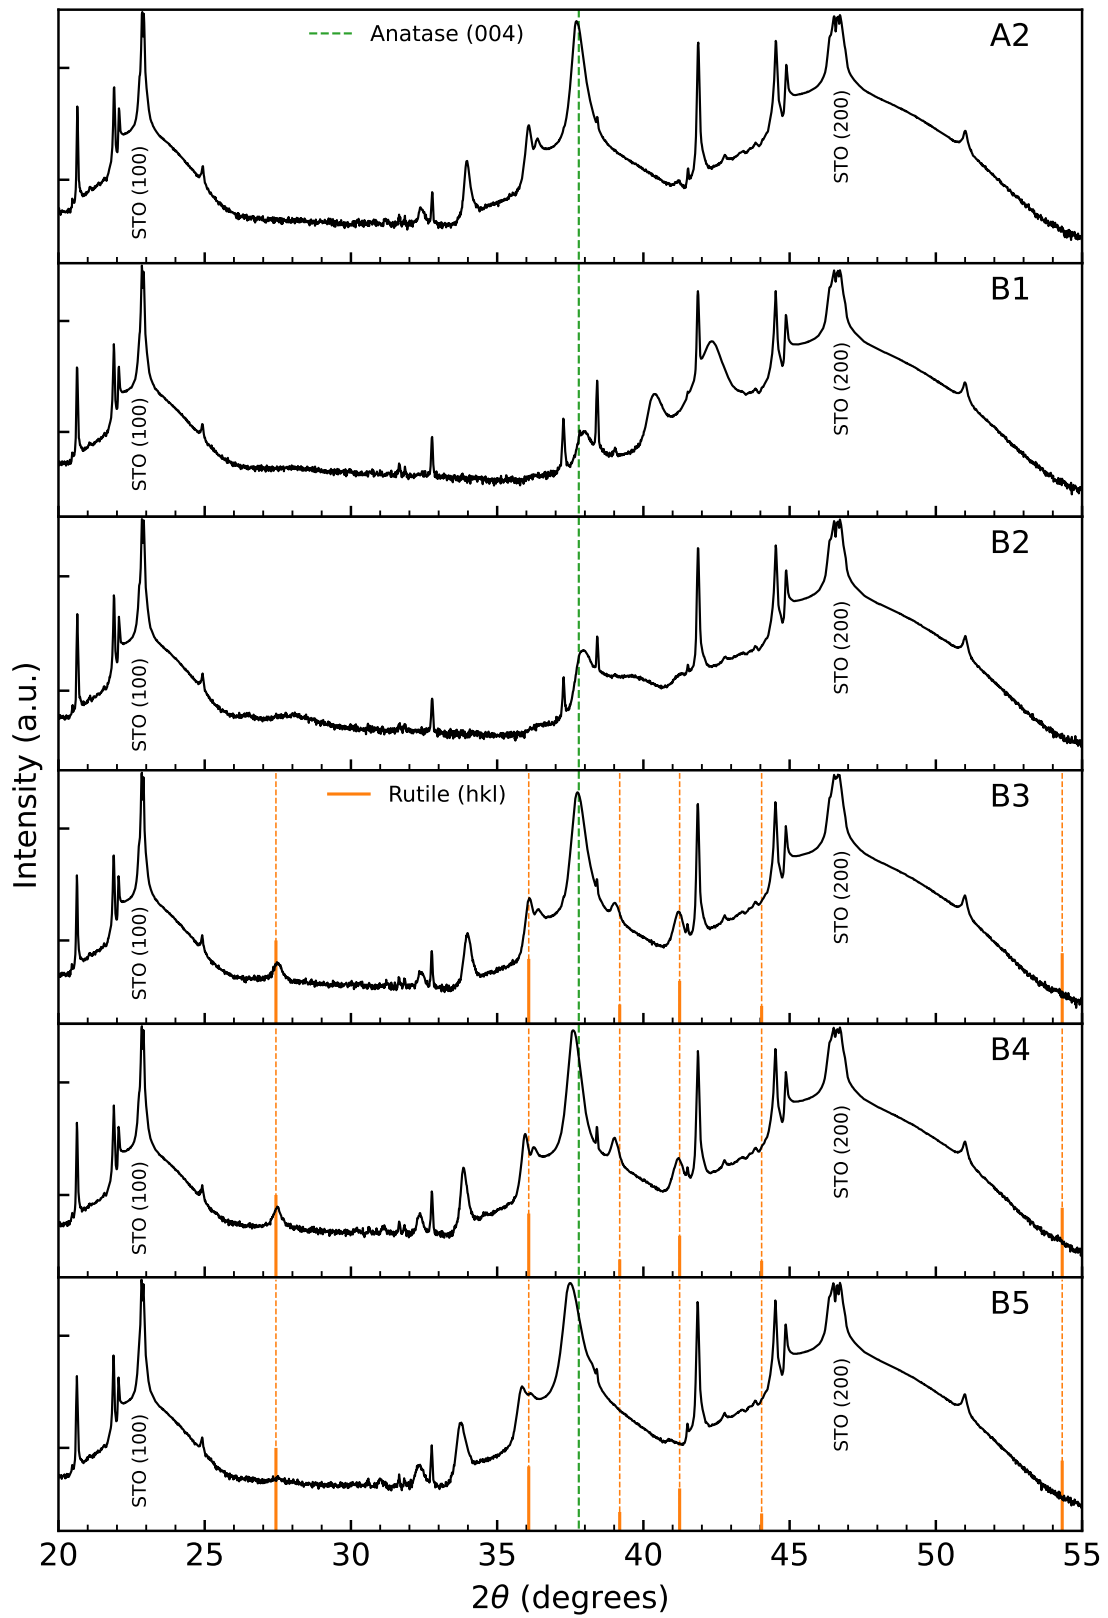 Anatase (004)
A2
STO (100)
STO (200)
B1
STO (100)
STO (200)
B2
STO (100)
STO (200)
Rutile (hkl)
B3
STO (100)
STO (200)
B4
STO (100)
STO (200)
B5
STO (100)
STO (200)
Intensity (a.u.)
20 25 30 35 40 45 50 55
2θ (degrees)